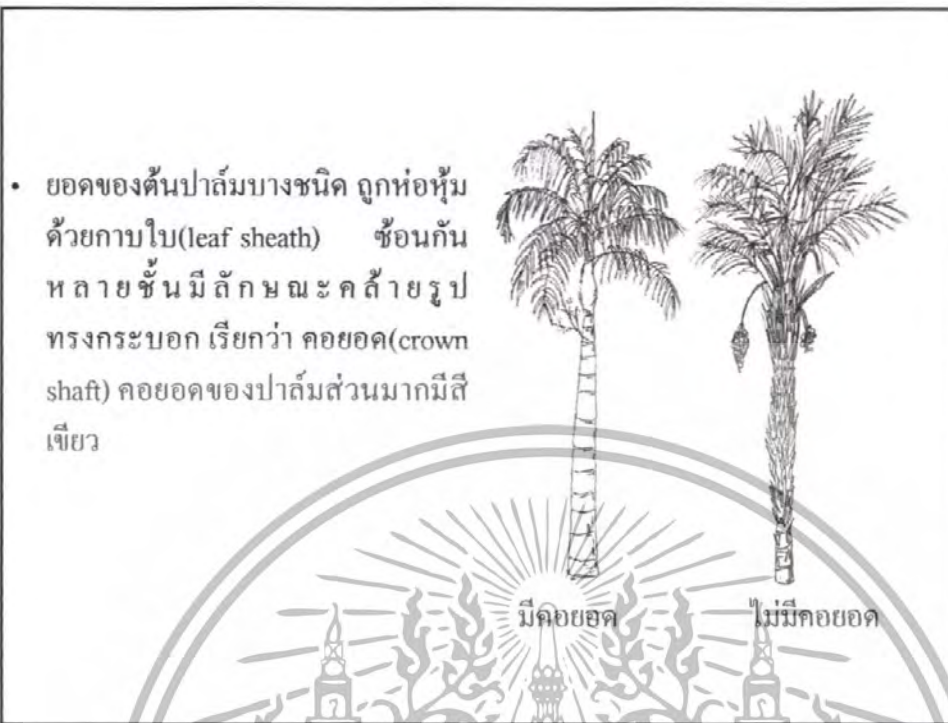 • ยอดของต้นปาล์มบางชนิด ถูกห่อหุ้ม
ด้วยกาบใบ(leaf sheath) ซ้อนกัน
หลายชั้นมีลักษณะคล้ายรูป
ทรงกระบอก เรียกว่า คอยอด(crown
shaft) คอยอดของปาล์มส่วนมากมีสี
เขียว
มีคอยอด ไม่มีคอยอด